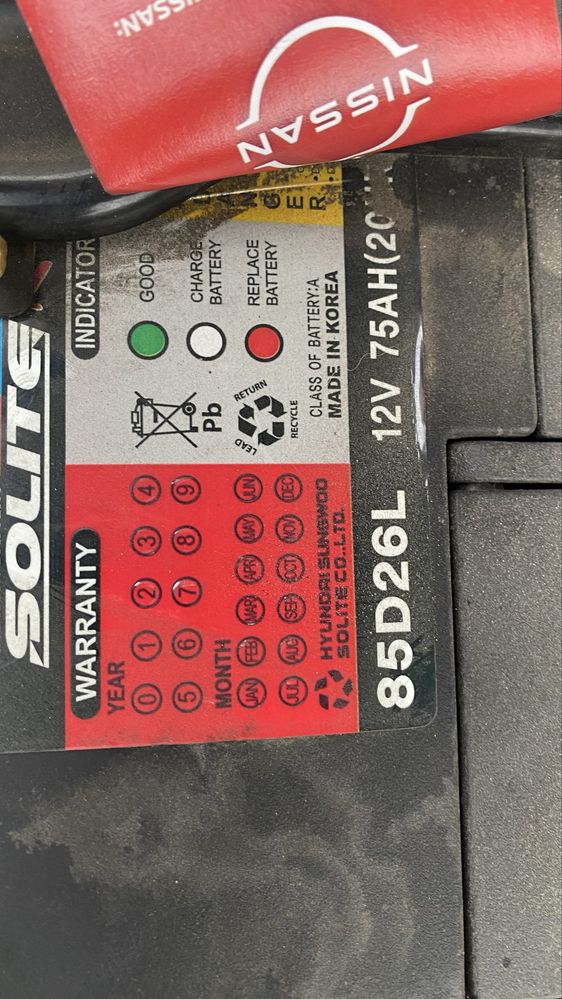 NISSAN
NISSAN:
SOLITE
INDICATOR
GOOD
CHARGE
BATTERY
REPLACE
BATTERY
CLASS OF BATTERY:A
MADE IN KOREA
Pb
RETURN
LEAD
RECYCLE
WARRANTY
YEAR
0 1 2 3 4
5 6 7 8 9
MONTH
JAN FEB MAR APR MAY JUN
JUL AUG SEP OCT NOV DEC
HYUNDAI SUNGWOO
SOLITE CO.,LTD.
85D26L 12V 75AH(20